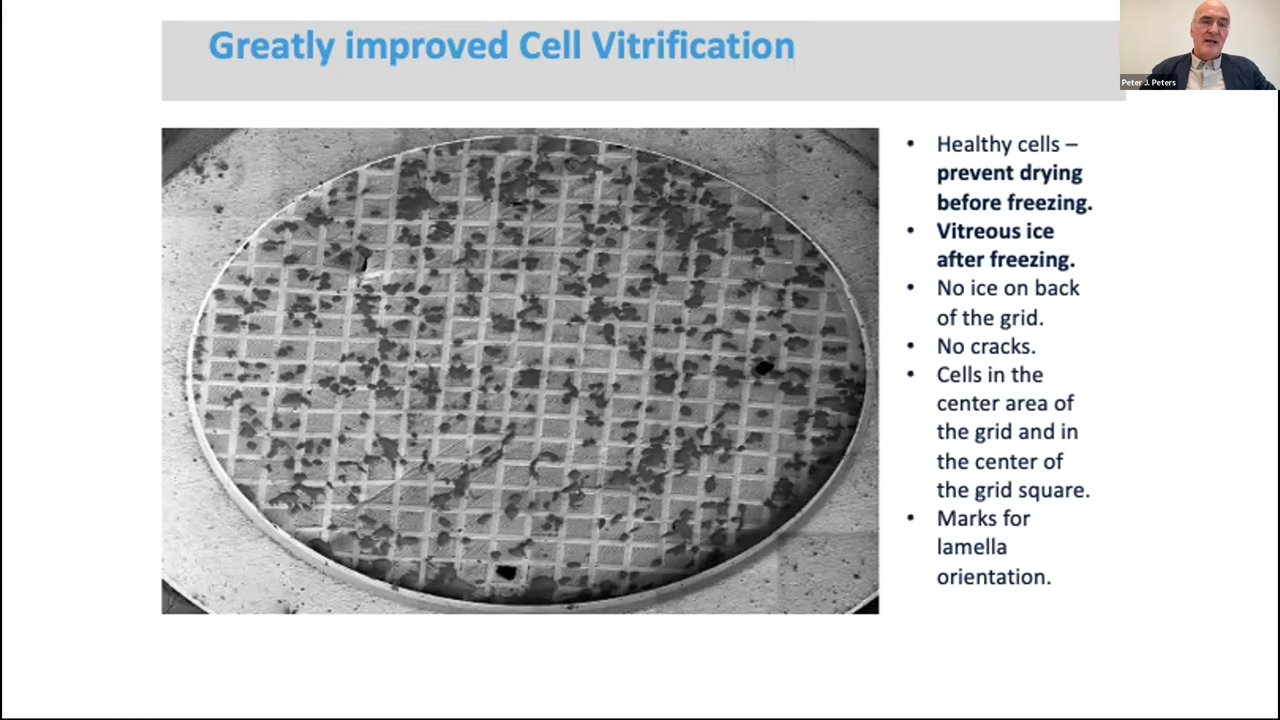 Greatly improved Cell Vitrification
Peter J. Peters
• Healthy cells –
prevent drying
before freezing.
• Vitreous ice
after freezing.
• No ice on back
of the grid.
• No cracks.
• Cells in the
center area of
the grid and in
the center of
the grid square.
• Marks for
lamella
orientation.